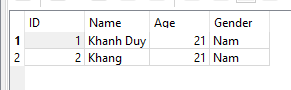 ID Name Age Gender
1 1 Khanh Duy 21 Nam
2 2 Khang 21 Nam